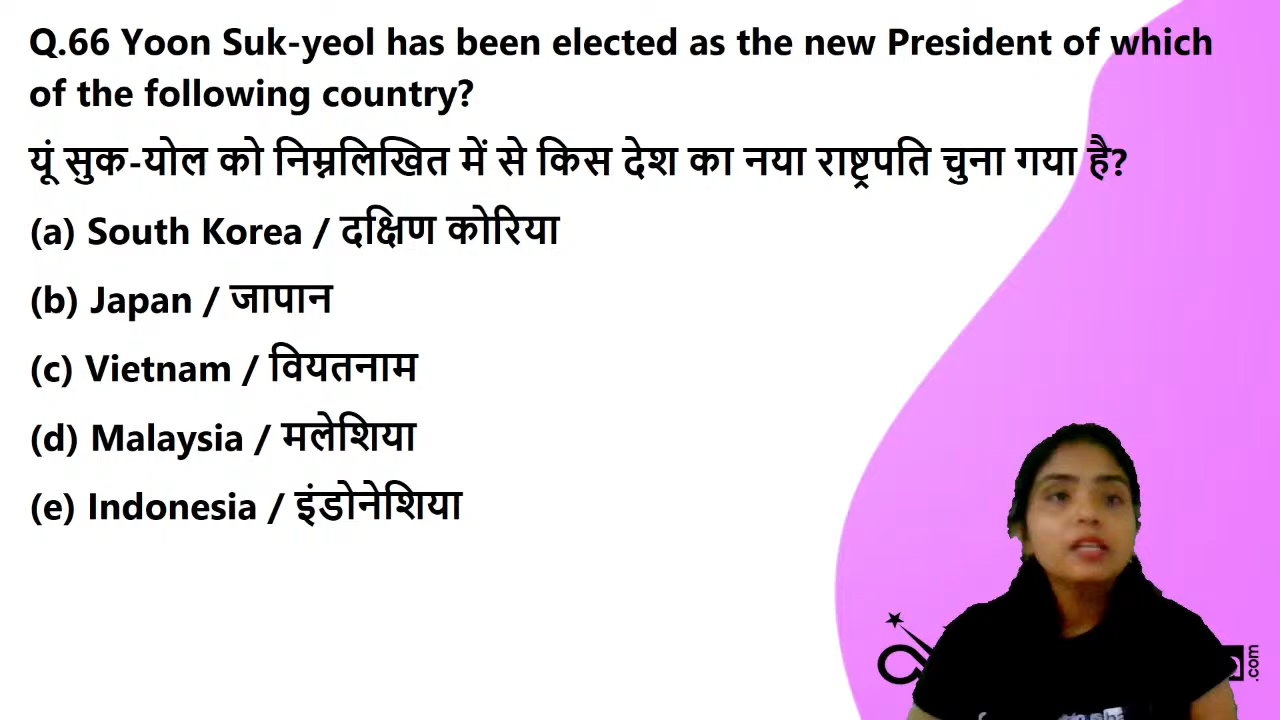 Q.66 Yoon Suk-yeol has been elected as the new President of which
of the following country?
यूं सुक-योल को निम्नलिखित में से किस देश का नया राष्ट्रपति चुना गया है?
(a) South Korea / दक्षिण कोरिया
(b) Japan / जापान
(c) Vietnam / वियतनाम
(d) Malaysia / मलेशिया
(e) Indonesia / इंडोनेशिया
.com